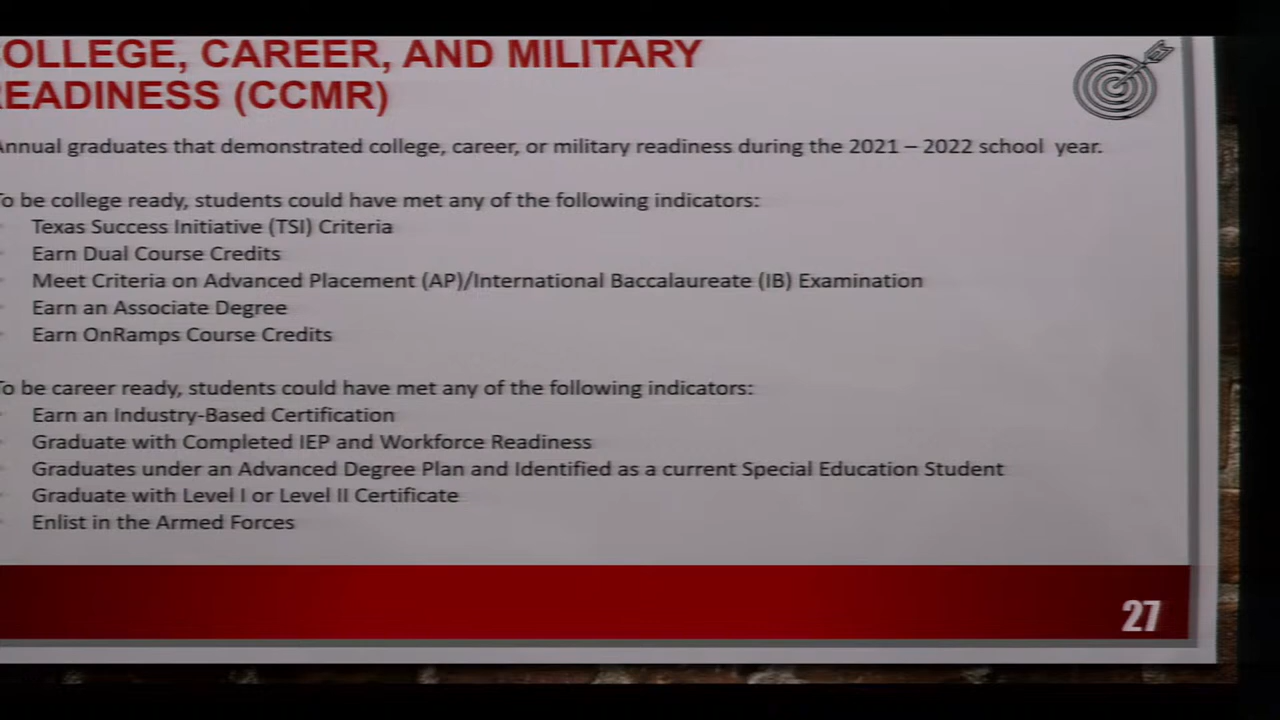 OLLEGE, CAREER, AND MILITARY
READINESS (CCMR)
Annual graduates that demonstrated college, career, or military readiness during the 2021 – 2022 school year.
To be college ready, students could have met any of the following indicators:
Texas Success Initiative (TSI) Criteria
Earn Dual Course Credits
Meet Criteria on Advanced Placement (AP)/International Baccalaureate (IB) Examination
Earn an Associate Degree
Earn OnRamps Course Credits
To be career ready, students could have met any of the following indicators:
Earn an Industry-Based Certification
Graduate with Completed IEP and Workforce Readiness
Graduates under an Advanced Degree Plan and Identified as a current Special Education Student
Graduate with Level I or Level II Certificate
Enlist in the Armed Forces
27